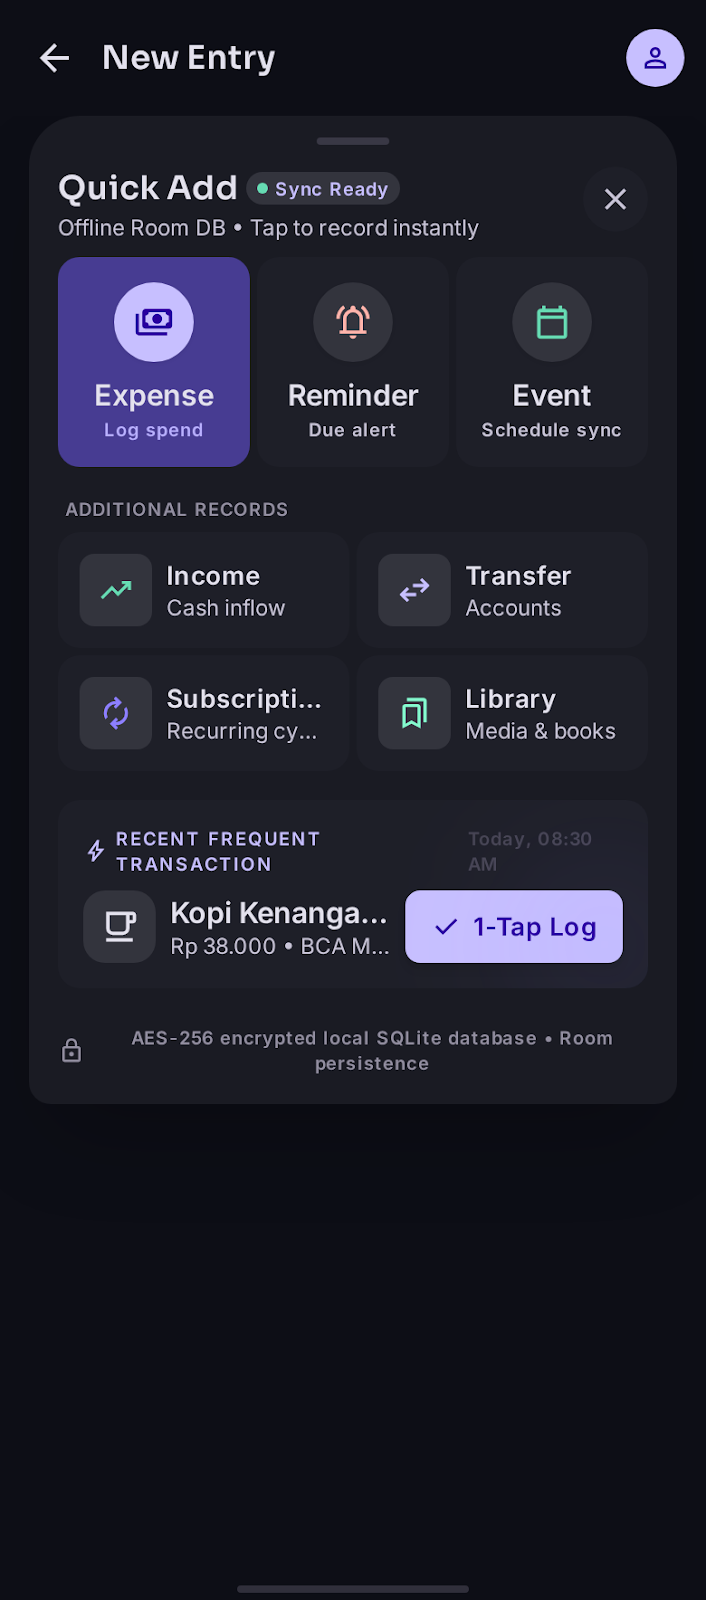 New Entry
Quick Add
Sync Ready
Offline Room DB • Tap to record instantly
Expense
Log spend
Reminder
Due alert
Event
Schedule sync
ADDITIONAL RECORDS
Income
Cash inflow
Transfer
Accounts
Subscripti...
Recurring cy...
Library
Media & books
RECENT FREQUENT
TRANSACTION
Today, 08:30
AM
Kopi Kenanga...
Rp 38.000 • BCA M...
1-Tap Log
AES-256 encrypted local SQLite database • Room
persistence